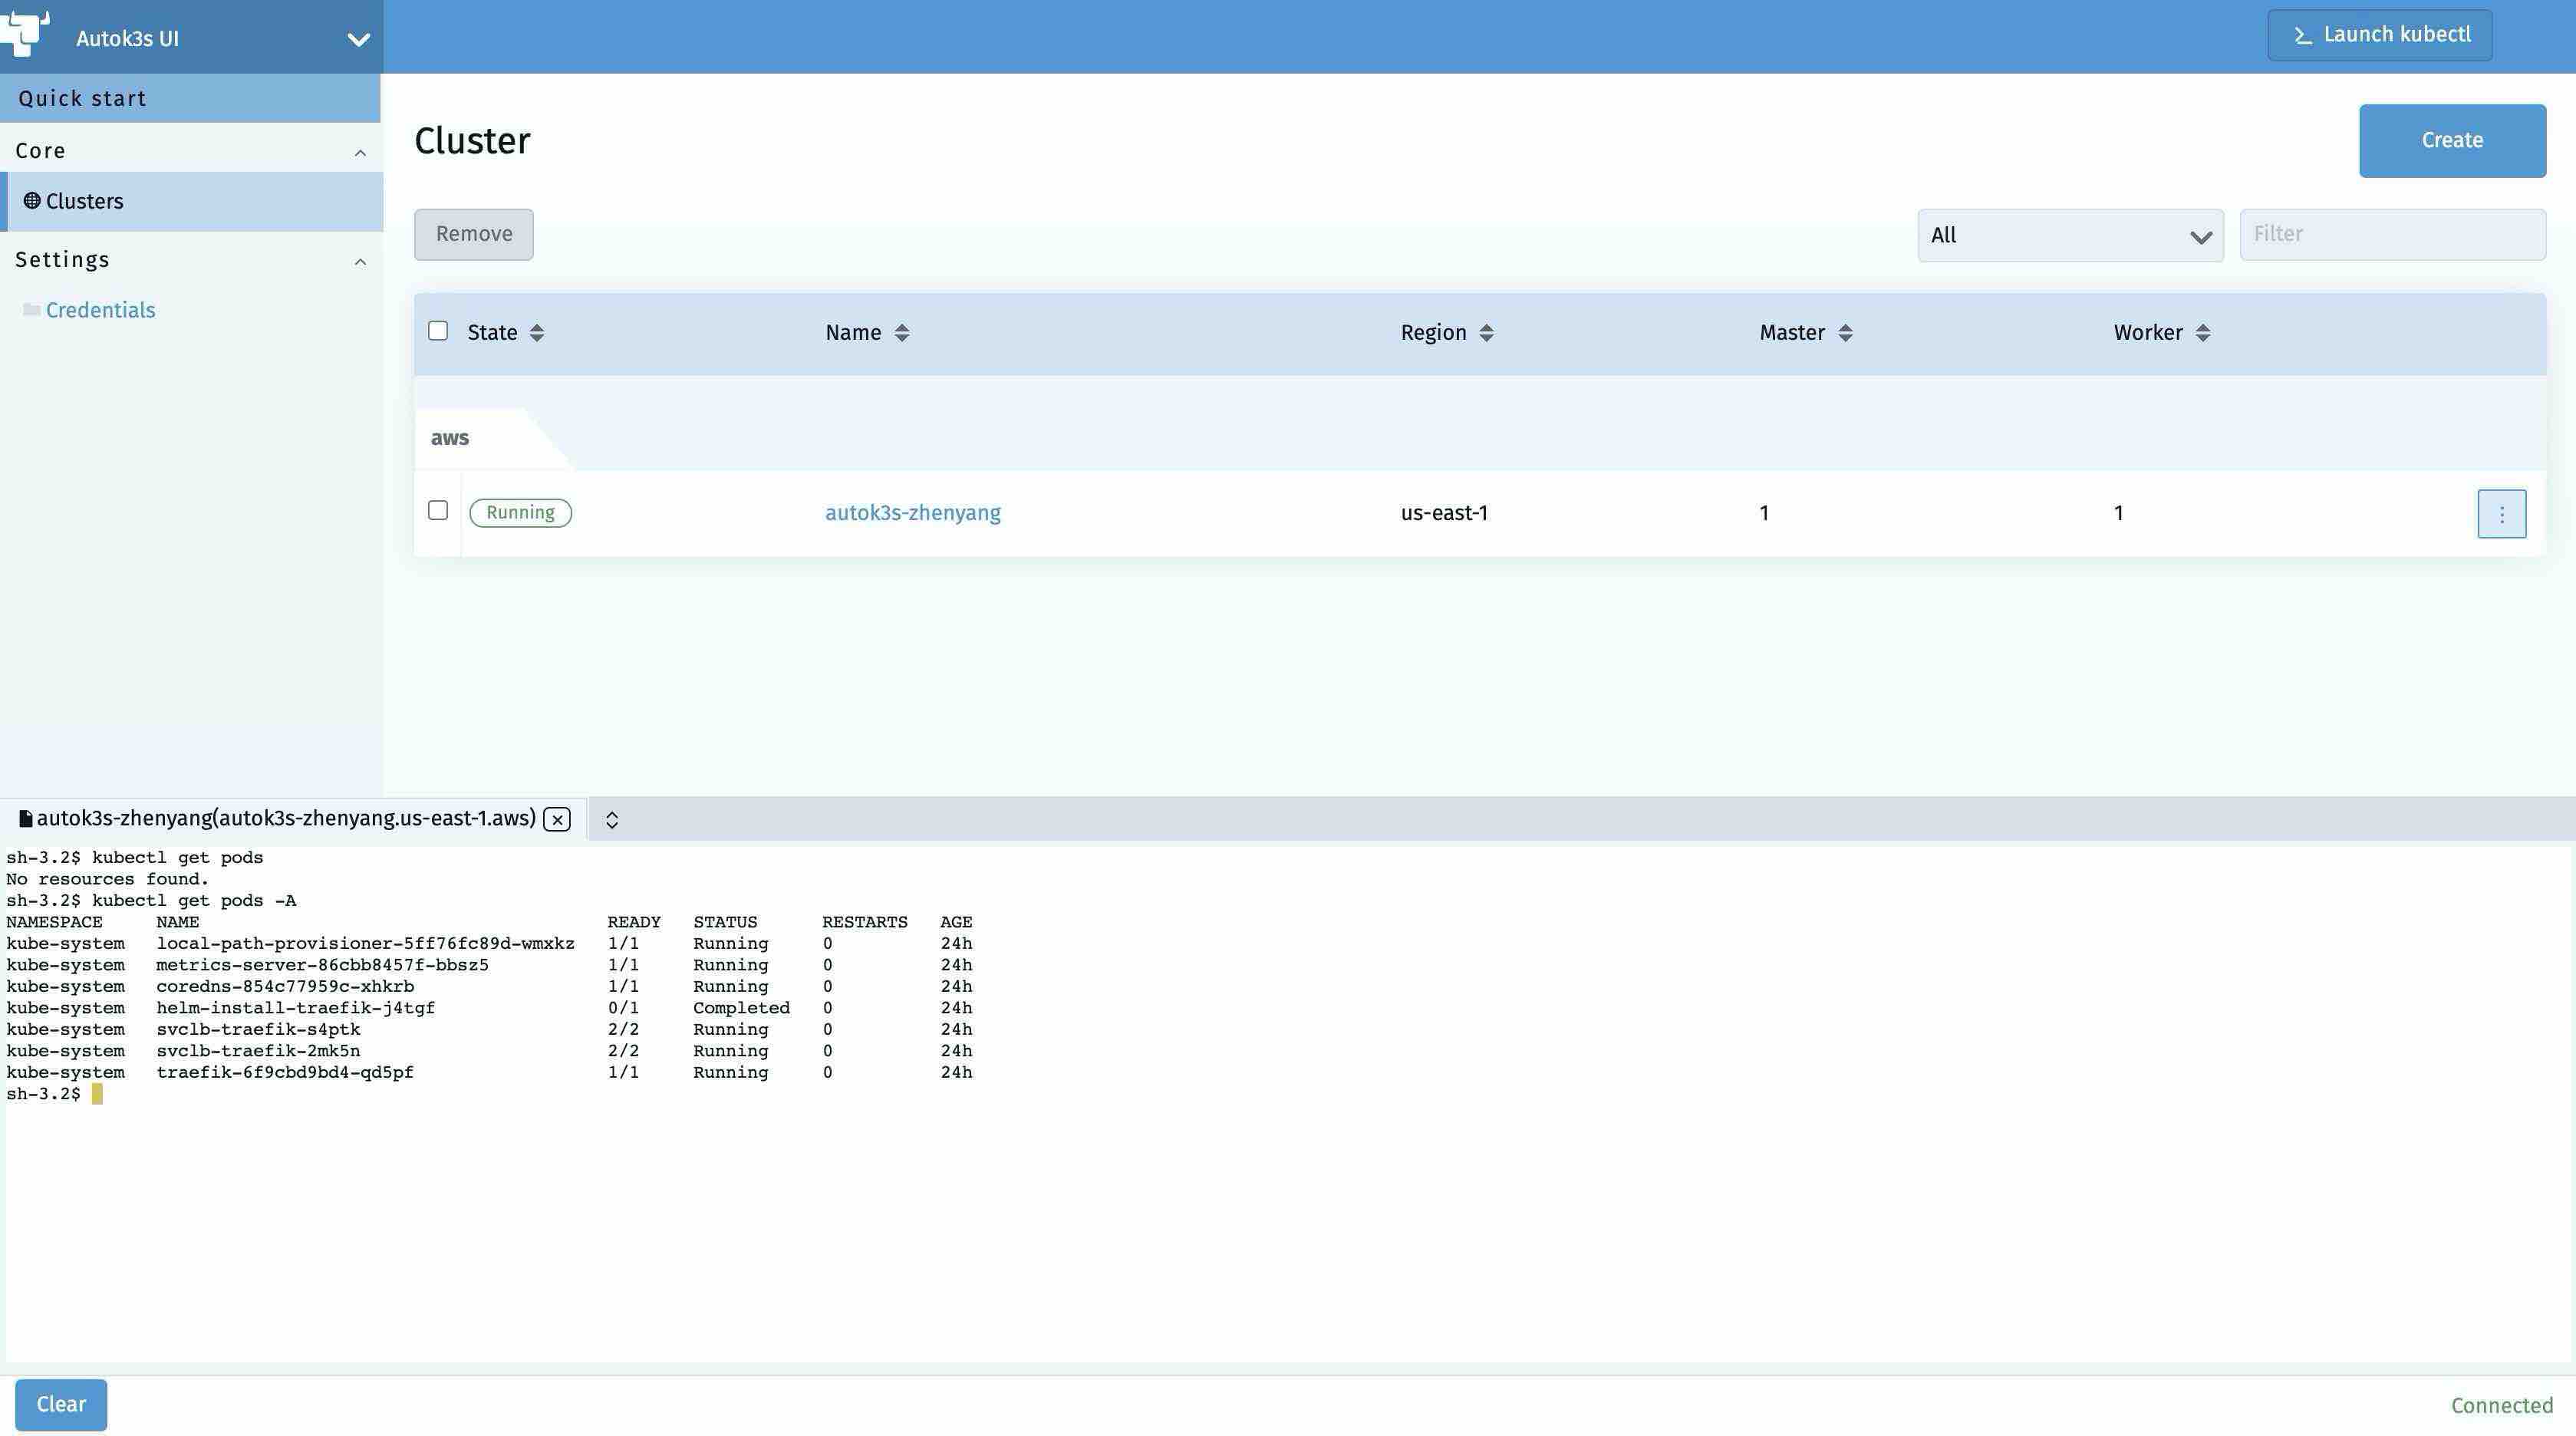 Autok3s UI
Launch kubectl
Quick start
Core
Clusters
Settings
Credentials
Cluster
Create
Remove
All
Filter
State Name Region Master Worker
aws
Running autok3s-zhenyang us-east-1 1 1
autok3s-zhenyang(autok3s-zhenyang.us-east-1.aws)
sh-3.2$ kubectl get pods
No resources found.
sh-3.2$ kubectl get pods -A
NAMESPACE NAME READY STATUS RESTARTS AGE
kube-system local-path-provisioner-5ff76fc89d-wmxkz 1/1 Running 0 24h
kube-system metrics-server-86cbb8457f-bbsz5 1/1 Running 0 24h
kube-system coredns-854c77959c-xhkrb 1/1 Running 0 24h
kube-system helm-install-traefik-j4tgf 0/1 Completed 0 24h
kube-system svclb-traefik-s4ptk 2/2 Running 0 24h
kube-system svclb-traefik-2mk5n 2/2 Running 0 24h
kube-system traefik-6f9cbd9bd4-qd5pf 1/1 Running 0 24h
sh-3.2$
Clear
Connected